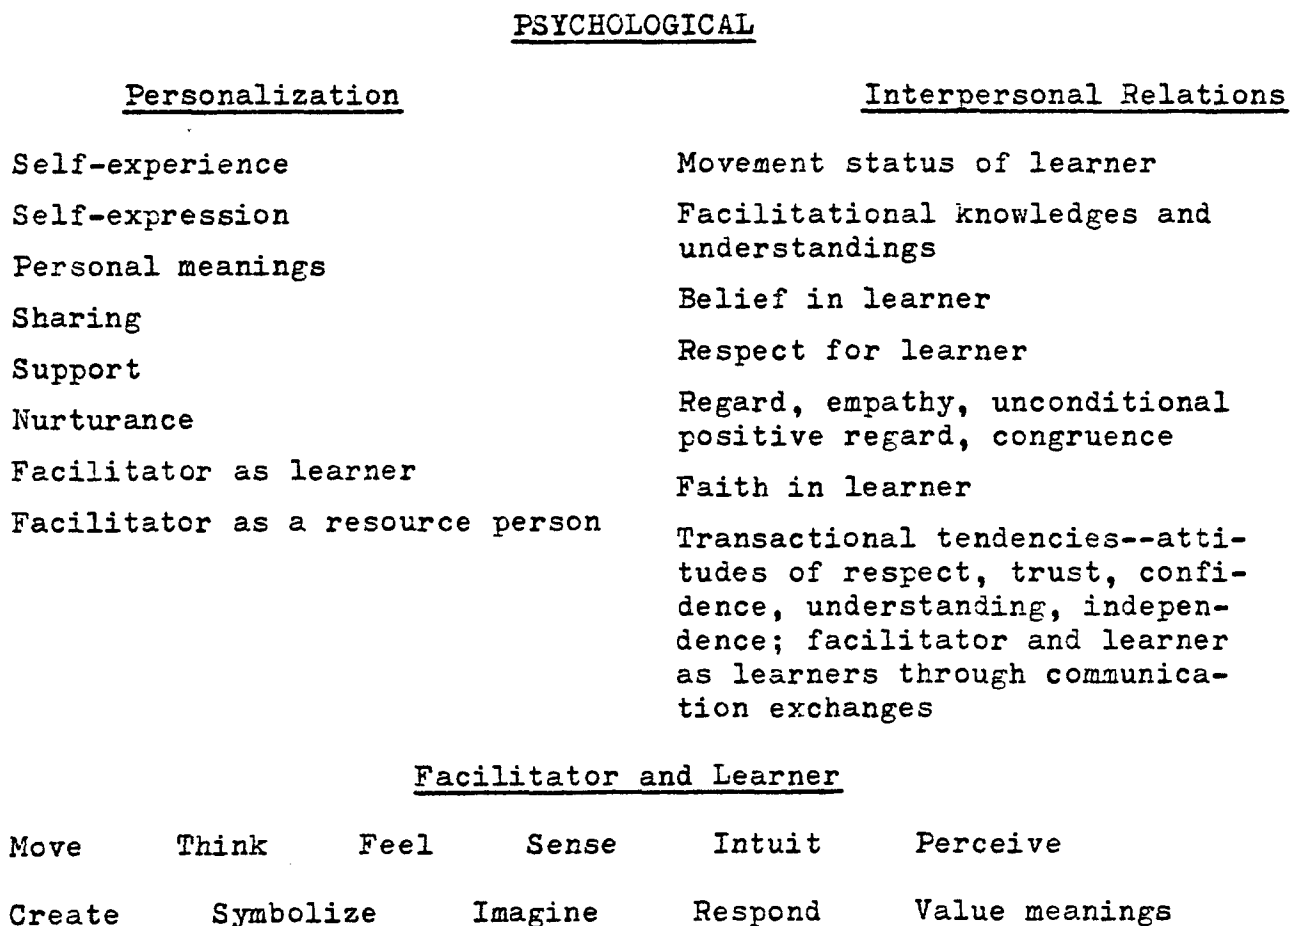 PSYCHOLOGICAL
Personalization
Self-experience
Self-expression
Personal meanings
Sharing
Support
Nurturance
Facilitator as learner
Facilitator as a resource person
Interpersonal Relations
Movement status of learner
Facilitational knowledges and
understandings
Belief in learner
Respect for learner
Regard, empathy, unconditional
positive regard, congruence
Faith in learner
Transactional tendencies--atti-
tudes of respect, trust, confi-
dence, understanding, indepen-
dence; facilitator and learner
as learners through communica-
tion exchanges
Facilitator and Learner
Move Think Feel Sense Intuit Perceive
Create Symbolize Imagine Respond Value meanings